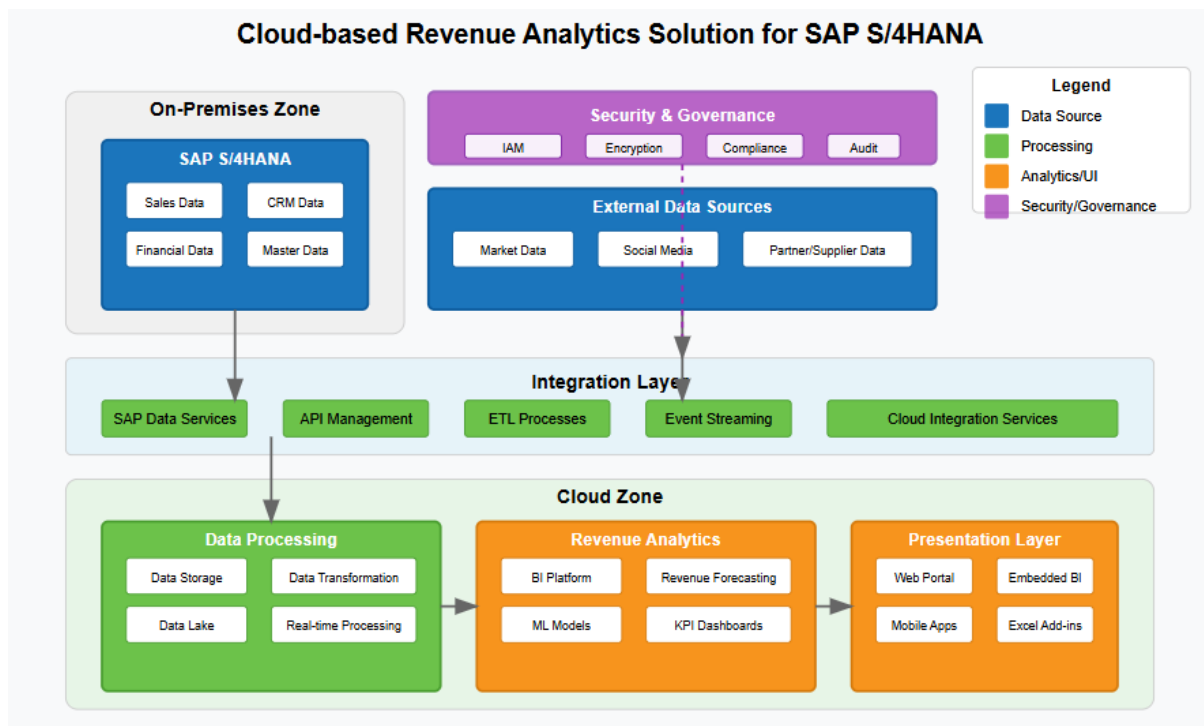 Cloud-based Revenue Analytics Solution for SAP S/4HANA
Legend
Data Source
Processing
Analytics/UI
Security/Governance
On-Premises Zone
SAP S/4HANA
Sales Data
CRM Data
Financial Data
Master Data
Security & Governance
IAM
Encryption
Compliance
Audit
External Data Sources
Market Data
Social Media
Partner/Supplier Data
Integration Layer
SAP Data Services
API Management
ETL Processes
Event Streaming
Cloud Integration Services
Cloud Zone
Data Processing
Data Storage
Data Transformation
Data Lake
Real-time Processing
Revenue Analytics
BI Platform
Revenue Forecasting
ML Models
KPI Dashboards
Presentation Layer
Web Portal
Embedded BI
Mobile Apps
Excel Add-ins